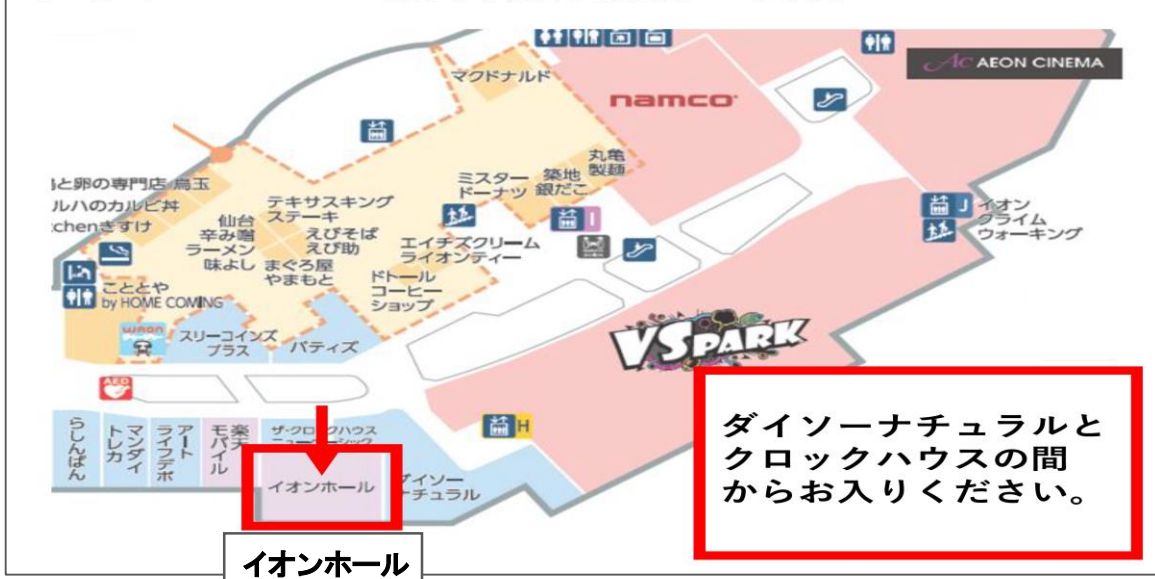 マクドナルド
namco
AC AEON CINEMA
丸亀
製麺
ミスター
ドーナツ
築地
銀だこ
I
J
イオン
クライム
ウォーキング
と卵の専門店 烏玉
ルハのカルビ丼
chenきすけ
仙台
辛み噌
ラーメン
味よし
テキサスキング
ステーキ
えびそば
えび助
まぐろ屋
やまもと
エイチズクリーム
ライオンティー
ドトール
コーヒー
ショップ
こととや
by HOME COMING
WAON
スリーコインズ
プラス
パティズ
VSPARK
AED
H
らしんばん
マンダイ
トレカ
アート
ライフデポ
楽天
モバイル
ザ・クロックハウス
イオンホール
ダイソー
ナチュラル
ダイソーナチュラルと
クロックハウスの間
からお入りください。
イオンホール